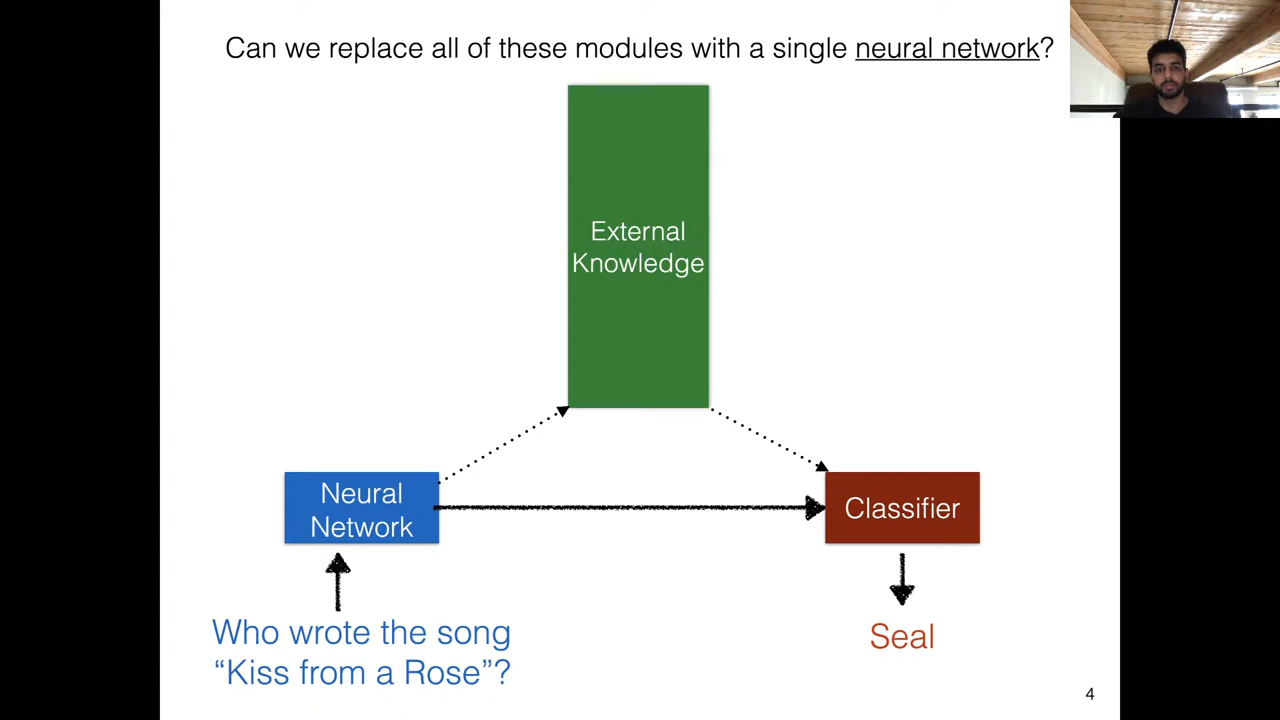 Can we replace all of these modules with a single neural network?
External
Knowledge
Neural
Network
Classifier
Who wrote the song
“Kiss from a Rose”?
Seal
4